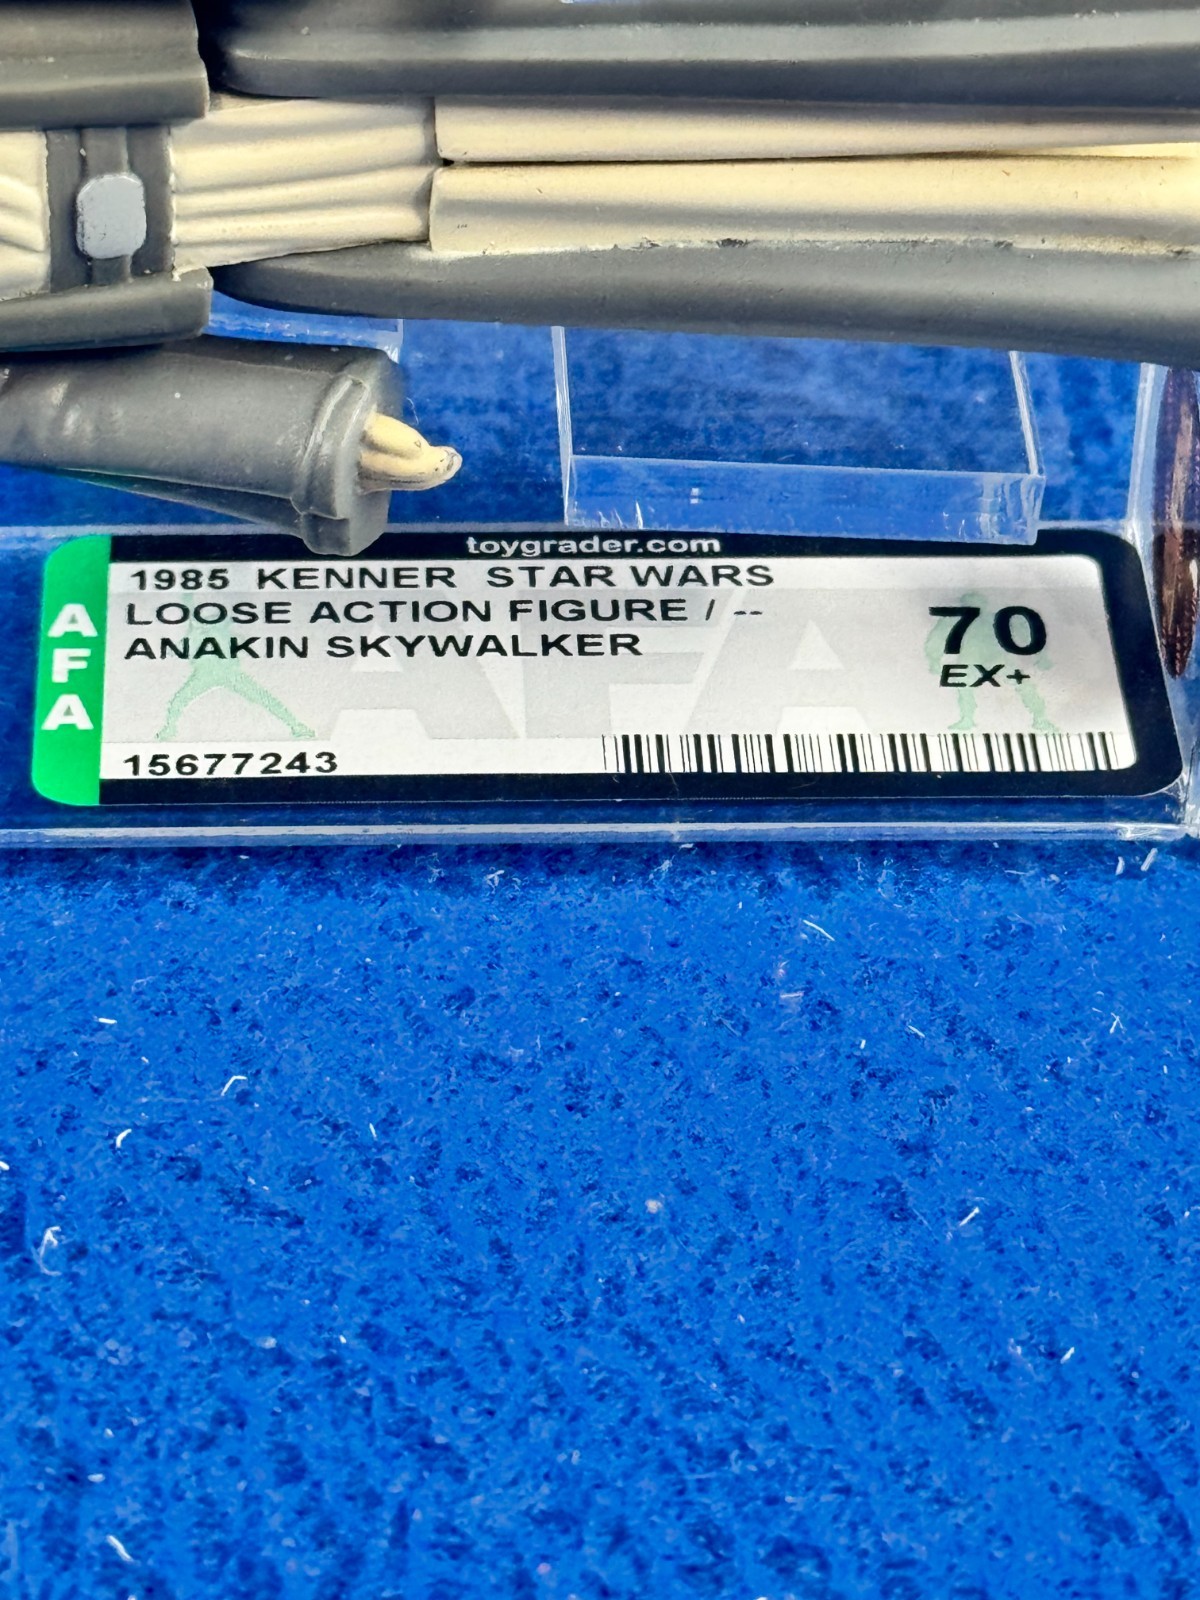 toygrader.com
1985 KENNER STAR WARS
LOOSE ACTION FIGURE / --
ANAKIN SKYWALKER
70
EX+
AFA
15677243